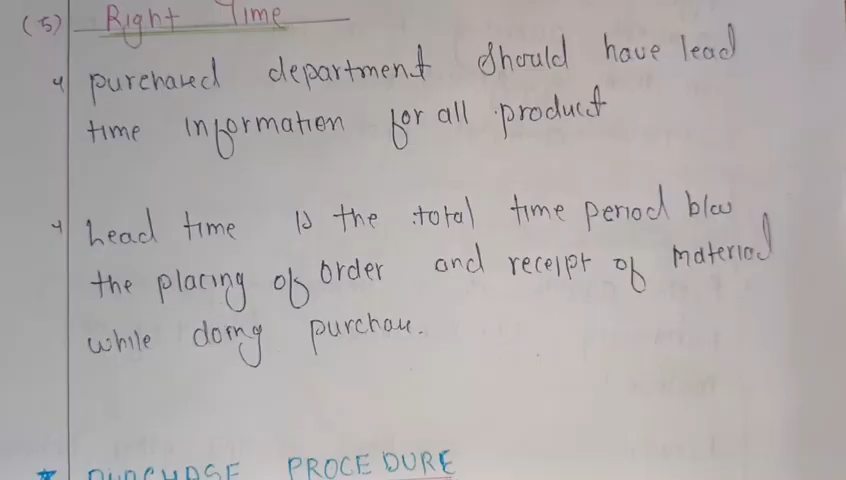 (5) Right Time
purchased department should have lead
time information for all product
Lead time is the total time period b/w
the placing of order and receipt of material
while doing purchase.
* PURCHASE PROCEDURE